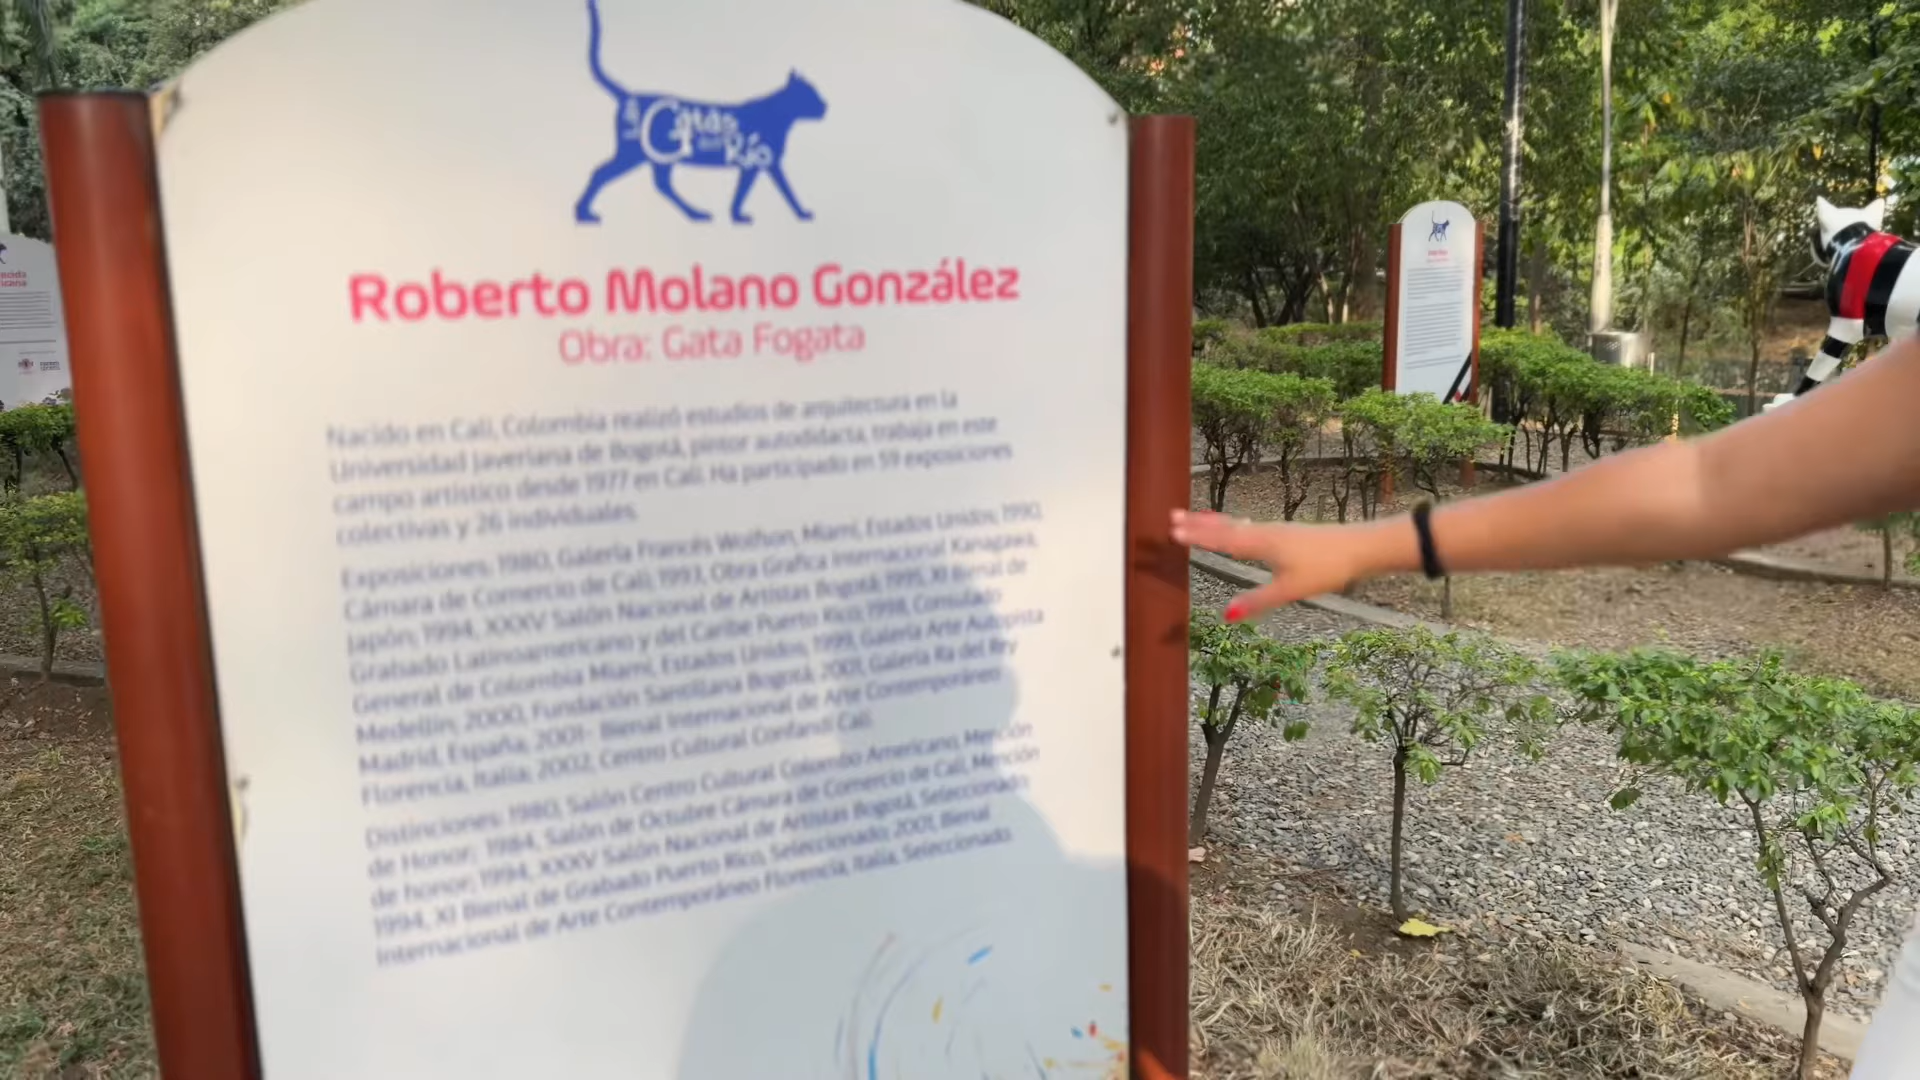 Las Gatas del Río
Roberto Molano González
Obra: Gata Fogata
Nacido en Cali, Colombia realizó estudios de arquitectura en la
Universidad Javeriana de Bogotá, pintor autodidacta, trabaja en este
campo artístico desde 1977 en Cali. Ha participado en 59 exposiciones
colectivas y 26 individuales.
Exposiciones: 1980, Galería Francés Wolfson, Miami, Estados Unidos; 1990,
Cámara de Comercio de Cali; 1993, Obra Grafica Internacional Kanagawa,
Japón; 1994, XXXV Salón Nacional de Artistas Bogotá; 1995, XI Bienal de
Grabado Latinoamericano y del Caribe Puerto Rico; 1998, Consulado
General de Colombia Miami, Estados Unidos; 1999, Galería Arte Autopista
Medellín; 2000, Fundación Santillana Bogotá; 2001, Galería Ra del Rey
Madrid, España; 2001- Bienal Internacional de Arte Contemporáneo
Florencia, Italia; 2002, Centro Cultural Comfandi Cali.
Distinciones: 1980, Salón Centro Cultural Colombo Americano, Mención
de Honor; 1984, Salón de Octubre Cámara de Comercio de Cali, Mención
de honor; 1994, XXXV Salón Nacional de Artistas Bogotá, Seleccionado;
1994, XI Bienal de Grabado Puerto Rico, Seleccionado; 2001, Bienal
Internacional de Arte Contemporáneo Florencia, Italia, Seleccionado.